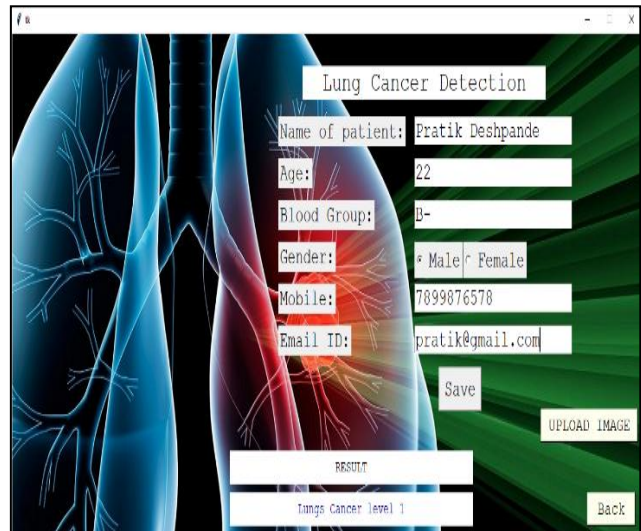 tk
Lung Cancer Detection
Name of patient: Pratik Deshpande
Age: 22
Blood Group: B-
Gender: Male Female
Mobile: 7899876578
Email ID: pratik@gmail.com
Save
UPLOAD IMAGE
RESULT
Lungs Cancer level 1
Back